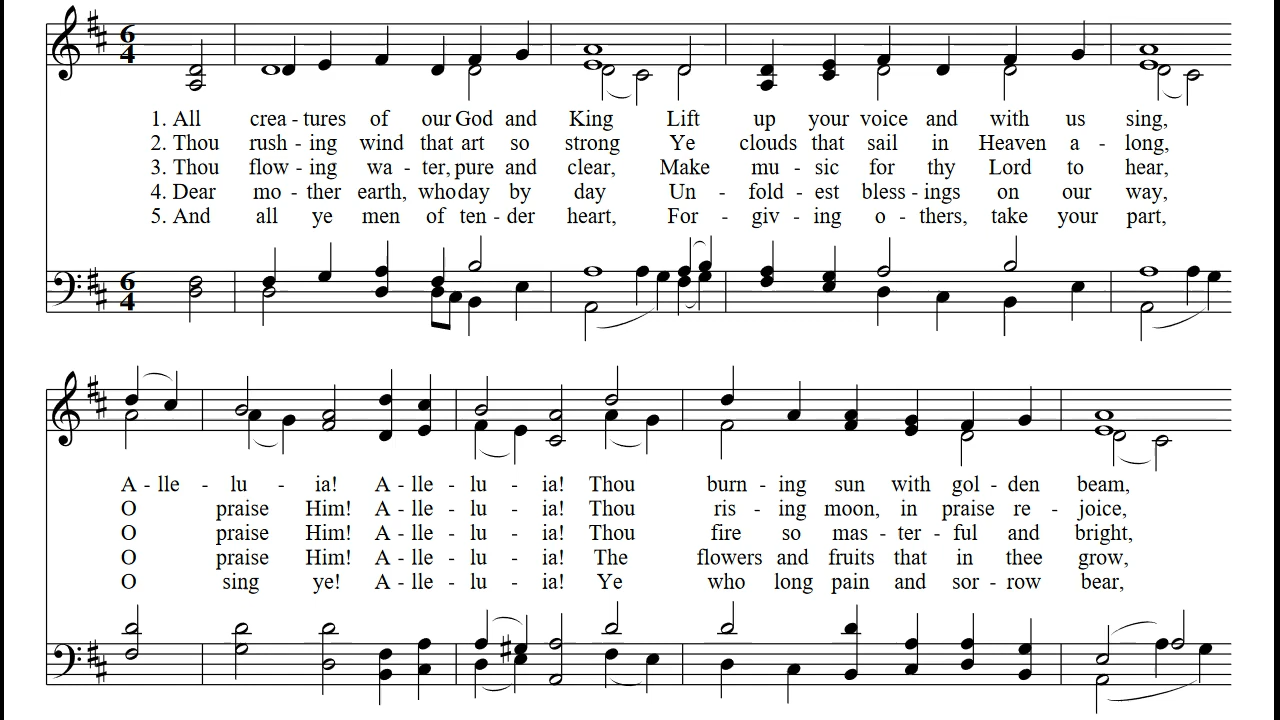 6
4
1. All crea - tures of our God and King Lift up your voice and with us sing,
2. Thou rush - ing wind that art so strong Ye clouds that sail in Heaven a - long,
3. Thou flow - ing wa - ter, pure and clear, Make mu - sic for thy Lord to hear,
4. Dear mo - ther earth, who day by day Un - fold - est bless - ings on our way,
5. And all ye men of ten - der heart, For - giv - ing o - thers, take your part,
6
4
A - lle - lu - ia! A - lle - lu - ia! Thou burn - ing sun with gol - den beam,
O praise Him! A - lle - lu - ia! Thou ris - ing moon, in praise re - joice,
O praise Him! A - lle - lu - ia! Thou fire so mas - ter - ful and bright,
O praise Him! A - lle - lu - ia! The flowers and fruits that in thee grow,
O sing ye! A - lle - lu - ia! Ye who long pain and sor - row bear,